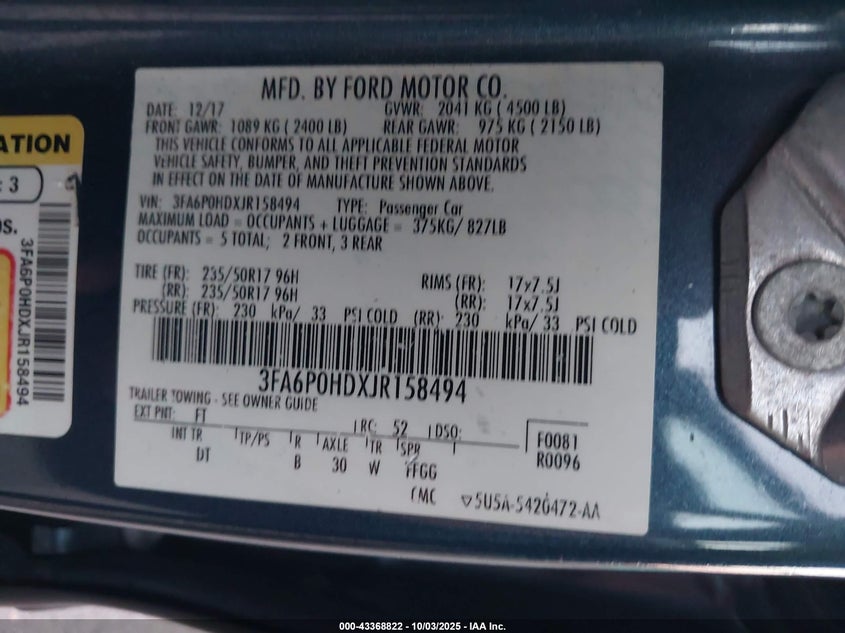 MFD. BY FORD MOTOR CO.
DATE: 12/17 GVWR: 2041 KG ( 4500 LB)
FRONT GAWR: 1089 KG ( 2400 LB) REAR GAWR: 975 KG ( 2150 LB)
THIS VEHICLE CONFORMS TO ALL APPLICABLE FEDERAL MOTOR
VEHICLE SAFETY, BUMPER, AND THEFT PREVENTION STANDARDS
IN EFFECT ON THE DATE OF MANUFACTURE SHOWN ABOVE.
VIN: 3FA6P0HDXJR158494 TYPE: Passenger Car
MAXIMUM LOAD = OCCUPANTS + LUGGAGE = 375KG/ 827LB
OCCUPANTS = 5 TOTAL; 2 FRONT, 3 REAR
TIRE (FR): 235/50R17 96H RIMS (FR): 17x7.5J
(RR): 235/50R17 96H (RR): 17x7.5J
PRESSURE (FR): 230 kPa/ 33 PSI COLD (RR): 230 kPa/ 33 PSI COLD
3FA6P0HDXJR158494
TRAILER TOWING - SEE OWNER GUIDE
EXT PNT: FT RC: 52 DSO: F0081
INT TR TP/PS R AXLE TR SPR R0096
DT B 30 W FFGG
CMC 5U5A-5420472-AA
ATION
: 3
3FA6P0HDXJR158494
000-43368822 - 10/03/2025 - IAA Inc.